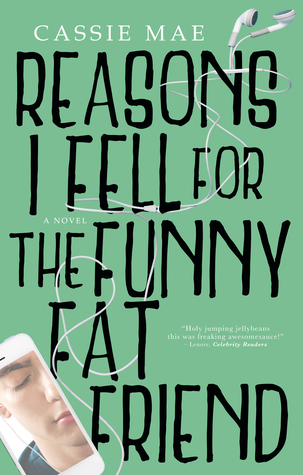 CASSIE MAE
REASONS
I FELL FOR
A NOVEL
THE FUNNY
FAT
FRIEND
"Holy jumping jellybeans
this was freaking awesomesauce!"
– Lenore, Celebrity Readers